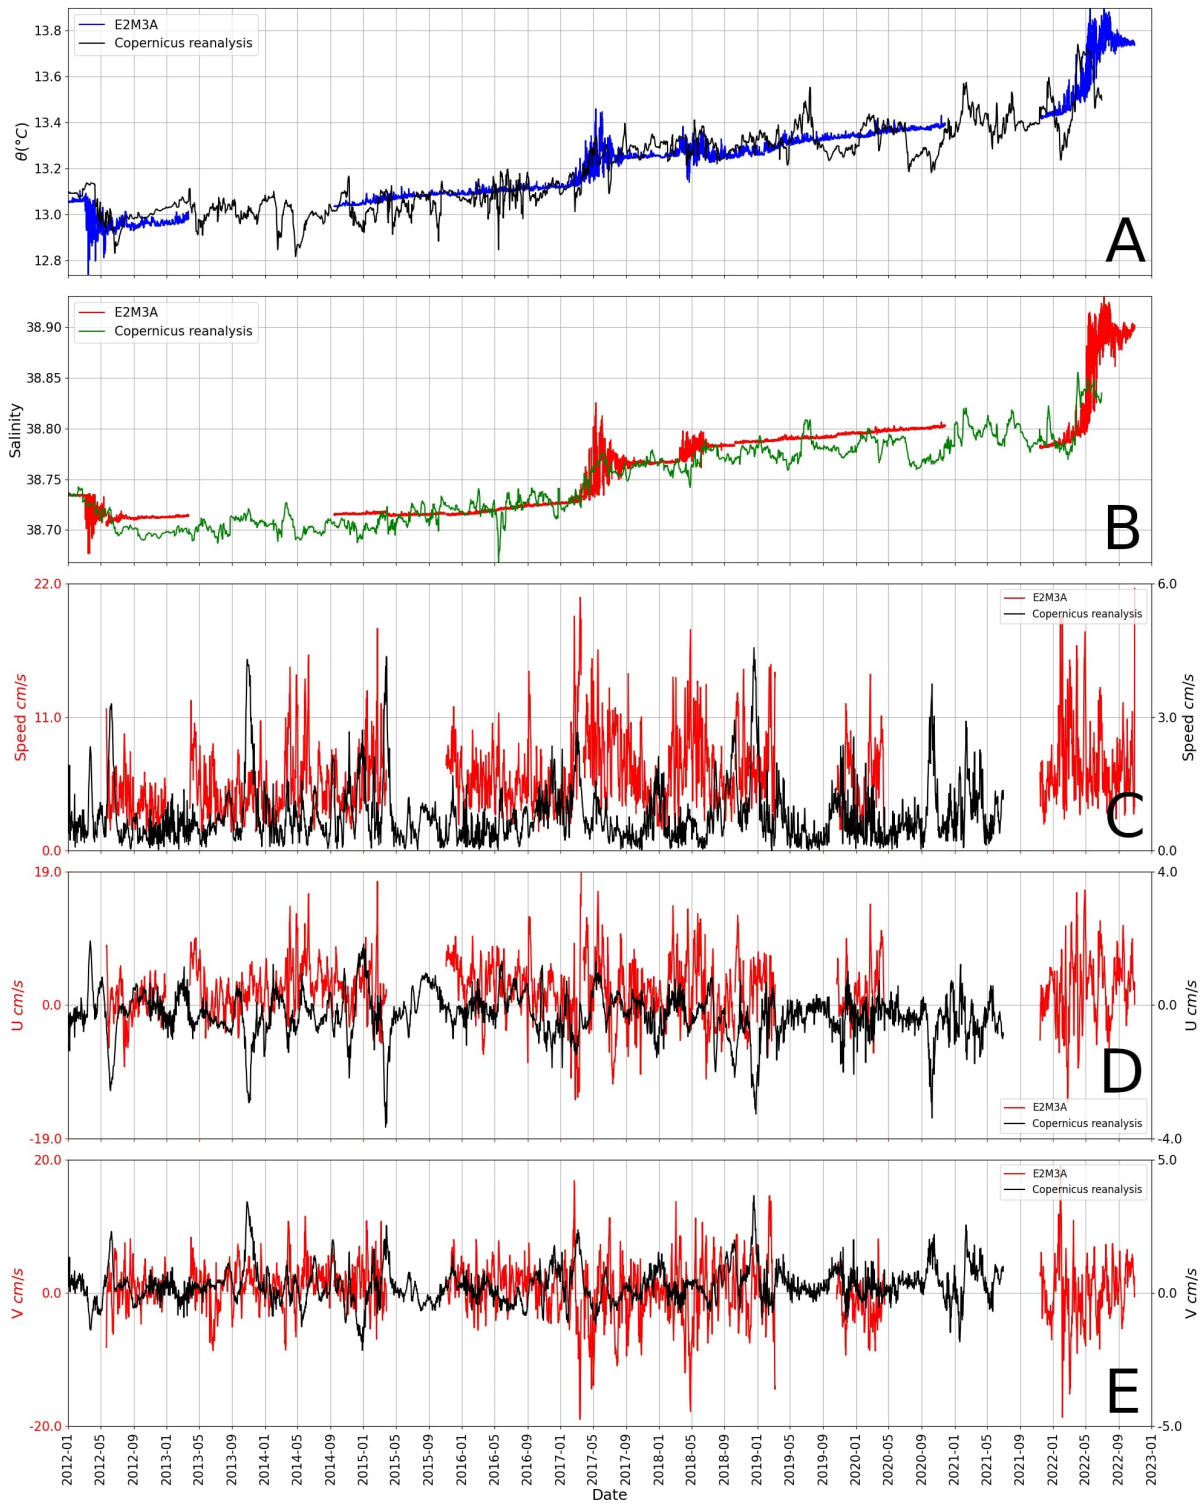 E2M3A
Copernicus reanalysis
13.8
13.6
13.4
13.2
13.0
12.8
θ(°C)
A
E2M3A
Copernicus reanalysis
38.90
38.85
38.80
38.75
38.70
Salinity
B
22.0
11.0
0.0
Speed cm/s
E2M3A
Copernicus reanalysis
6.0
3.0
0.0
Speed cm/s
C
19.0
0.0
-19.0
U cm/s
4.0
0.0
-4.0
U cm/s
D
E2M3A
Copernicus reanalysis
20.0
0.0
-20.0
V cm/s
E2M3A
Copernicus reanalysis
5.0
0.0
-5.0
V cm/s
E
2012-01
2012-05
2012-09
2013-01
2013-05
2013-09
2014-01
2014-05
2014-09
2015-01
2015-05
2015-09
2016-01
2016-05
2016-09
2017-01
2017-05
2017-09
2018-01
2018-05
2018-09
2019-01
2019-05
2019-09
2020-01
2020-05
2020-09
2021-01
2021-05
2021-09
2022-01
2022-05
2022-09
2023-01
Date